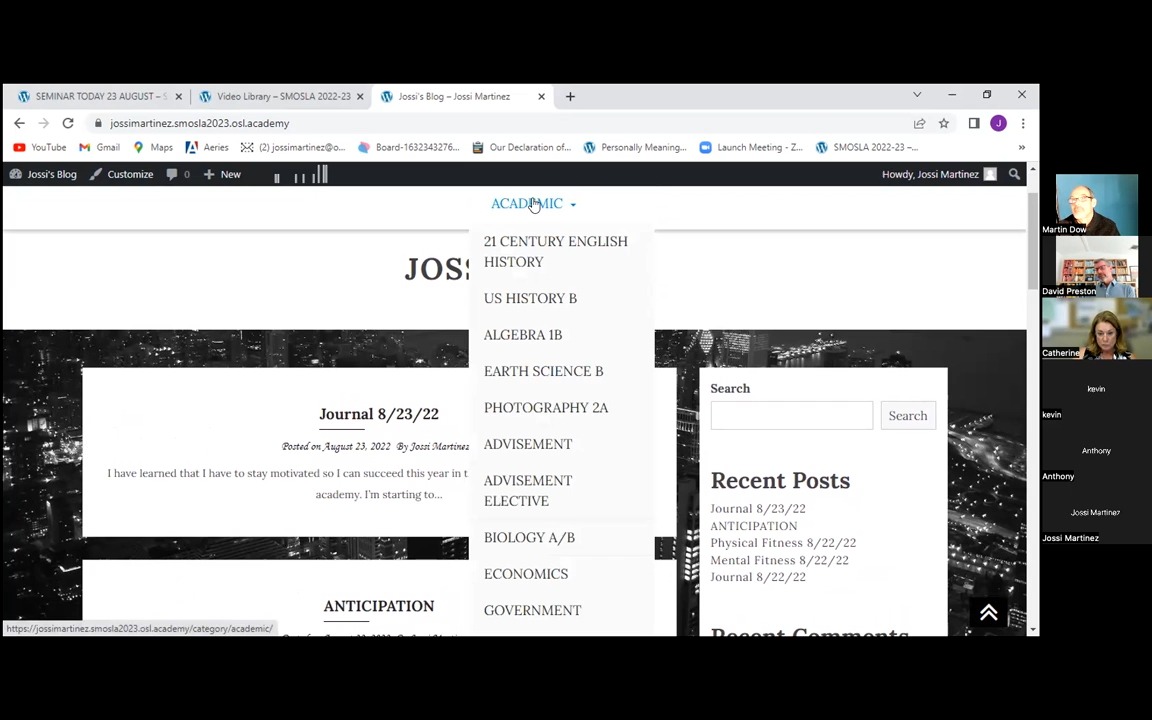 SEMINAR TODAY 23 AUGUST – S
Video Library – SMOSLA 2022-23
Jossi's Blog – Jossi Martinez
jossimartinez.smosla2023.osl.academy
J
YouTube
Gmail
Maps
Aeries
(2) jossimartinez@o...
Board-1632343276...
Our Declaration of...
Personally Meaning...
Launch Meeting - Z...
SMOSLA 2022-23 –...
Jossi's Blog
Customize
0
New
Howdy, Jossi Martinez
ACADEMIC
21 CENTURY ENGLISH
HISTORY
US HISTORY B
ALGEBRA 1B
EARTH SCIENCE B
PHOTOGRAPHY 2A
ADVISEMENT
ADVISEMENT
ELECTIVE
BIOLOGY A/B
ECONOMICS
GOVERNMENT
JOSS
Journal 8/23/22
Posted on August 23, 2022 By Jossi Martinez
I have learned that I have to stay motivated so I can succeed this year in t
academy. I'm starting to...
ANTICIPATION
Search
Search
Recent Posts
Journal 8/23/22
ANTICIPATION
Physical Fitness 8/22/22
Mental Fitness 8/22/22
Journal 8/22/22
Recent Comments
https://jossimartinez.smosla2023.osl.academy/category/academic/
Martin Dow
David Preston
Catherine
kevin
kevin
Anthony
Anthony
Jossi Martinez
Jossi Martinez